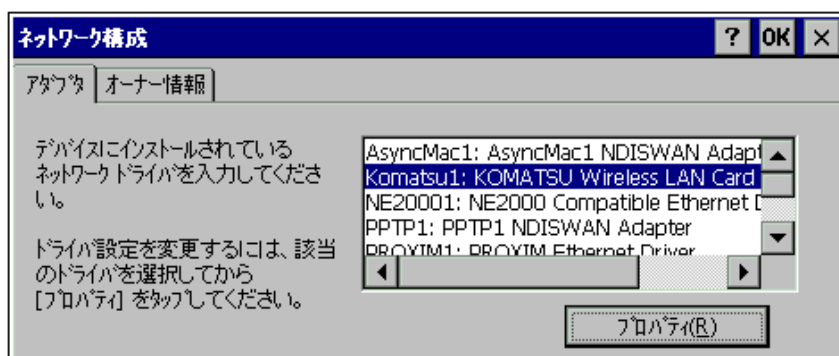 ネットワーク構成
? OK ×
アダプタ オーナー情報
デバイスにインストールされている
ネットワーク ドライバを入力してくださ
い。
ドライバ設定を変更するには、該当
のドライバを選択してから
[プロパティ] をタップしてください。
AsyncMac1: AsyncMac1 NDISWAN Adapt
Komatsu1: KOMATSU Wireless LAN Card
NE20001: NE2000 Compatible Ethernet D
PPTP1: PPTP1 NDISWAN Adapter
PROXIM1: PROXIM Ethernet Driver
プロパティ(R)